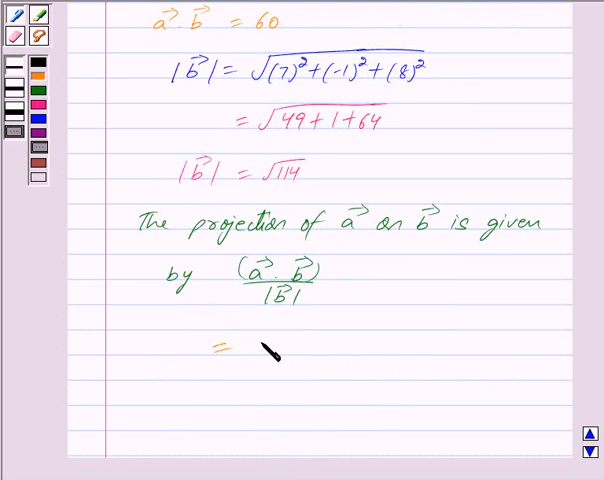 a⃗ . b⃗ = 60
|b⃗| = √(7)²+(-1)²+(8)²
= √49+1+64
|b⃗| = √114
The projection of a⃗ on b⃗ is given
by (a⃗ . b⃗)
|b⃗|
=